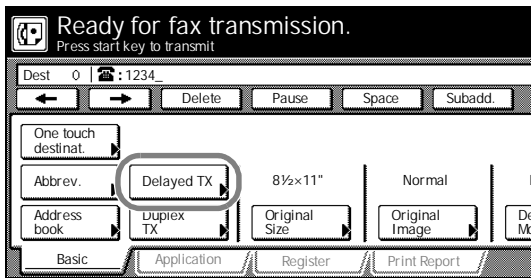 Ready for fax transmission.
Press start key to transmit
Dest 0 ☎: 1234_
← → Delete Pause Space Subadd.
One touch
destinat.
Abbrev. Delayed TX 8½×11" Normal
Address
book
Duplex
TX
Original
Size
Original
Image
Basic Application Register Print Report